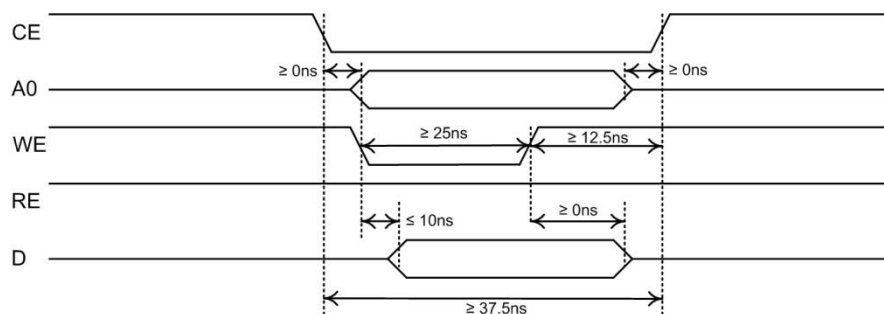 CE
≥ 0ns
≥ 0ns
A0
≥ 25ns
≥ 12.5ns
WE
RE
≤ 10ns
≥ 0ns
D
≥ 37.5ns